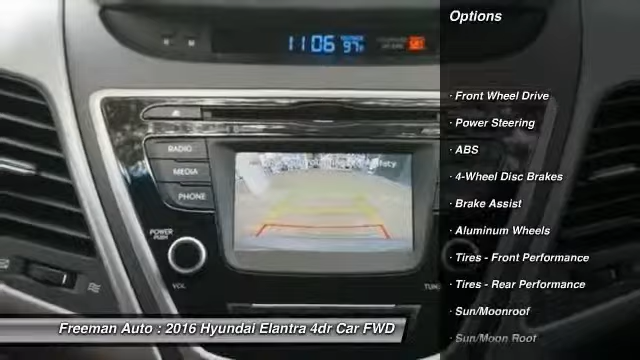 Options
11:06 97°F
· Front Wheel Drive
· Power Steering
· ABS
· 4-Wheel Disc Brakes
· Brake Assist
· Aluminum Wheels
· Tires - Front Performance
· Tires - Rear Performance
· Sun/Moonroof
· Sun/Moon Roof
RADIO
MEDIA
PHONE
POWER
PUSH
VOL
TUNE
Freeman Auto : 2016 Hyundai Elantra 4dr Car FWD